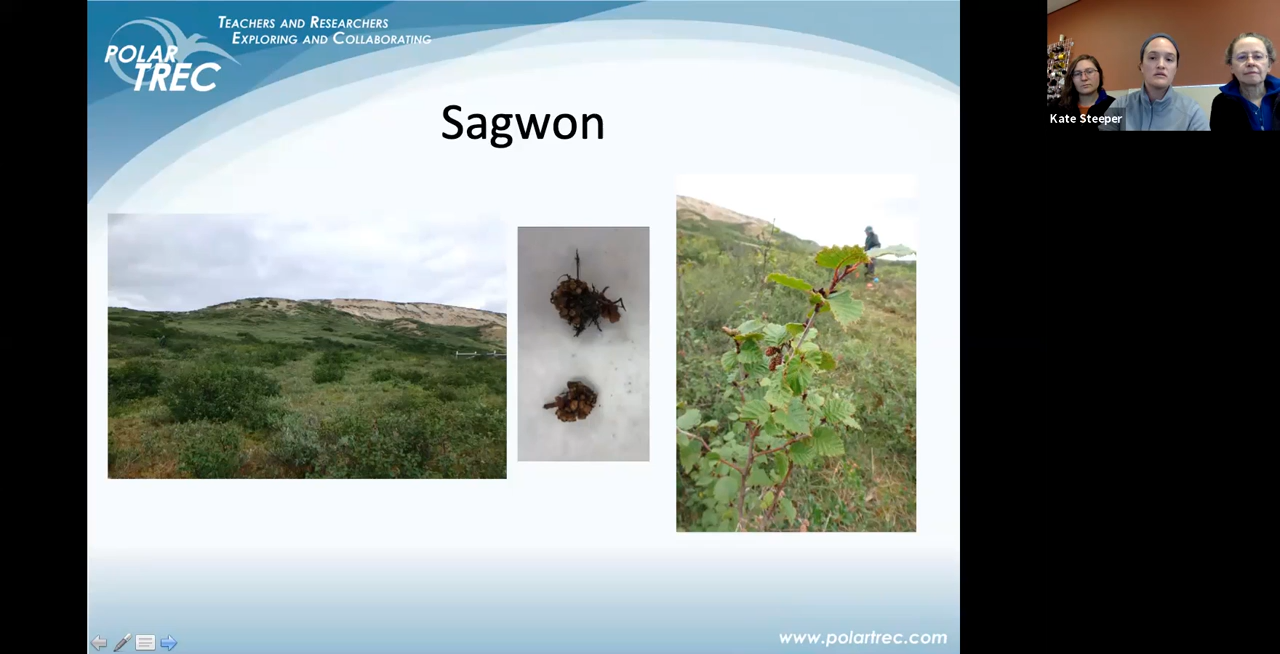 TEACHERS AND RESEARCHERS
EXPLORING AND COLLABORATING
POLAR
TREC
Sagwon
Kate Steeper
www.polartrec.com